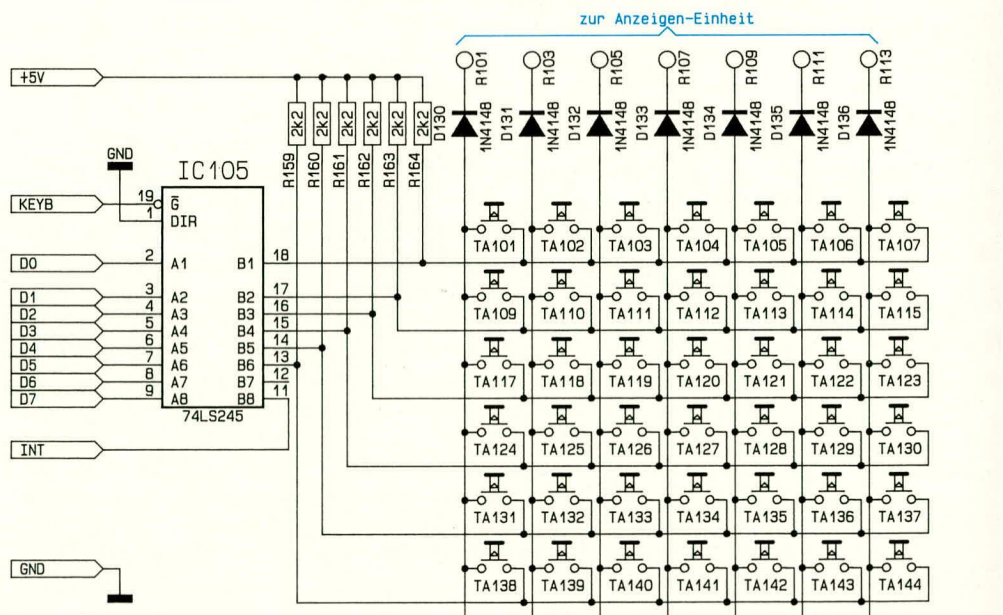 zur Anzeigen-Einheit
R101 R103 R105 R107 R109 R111 R113
+5V
2k2 2k2 2k2 2k2 2k2 2k2
D130 D131 D132 D133 D134 D135 D136
1N4148 1N4148 1N4148 1N4148 1N4148 1N4148 1N4148
R159 R160 R161 R162 R163 R164
GND
IC105
KEYB 19 G̅
1 DIR
TA101 TA102 TA103 TA104 TA105 TA106 TA107
D0 2 A1 B1 18
D1 3 A2 B2 17
D2 4 A3 B3 16
D3 5 A4 B4 15
D4 6 A5 B5 14
D5 7 A6 B6 13
D6 8 A7 B7 12
D7 9 A8 B8 11
74LS245
TA109 TA110 TA111 TA112 TA113 TA114 TA115
TA117 TA118 TA119 TA120 TA121 TA122 TA123
INT
TA124 TA125 TA126 TA127 TA128 TA129 TA130
TA131 TA132 TA133 TA134 TA135 TA136 TA137
GND
TA138 TA139 TA140 TA141 TA142 TA143 TA144